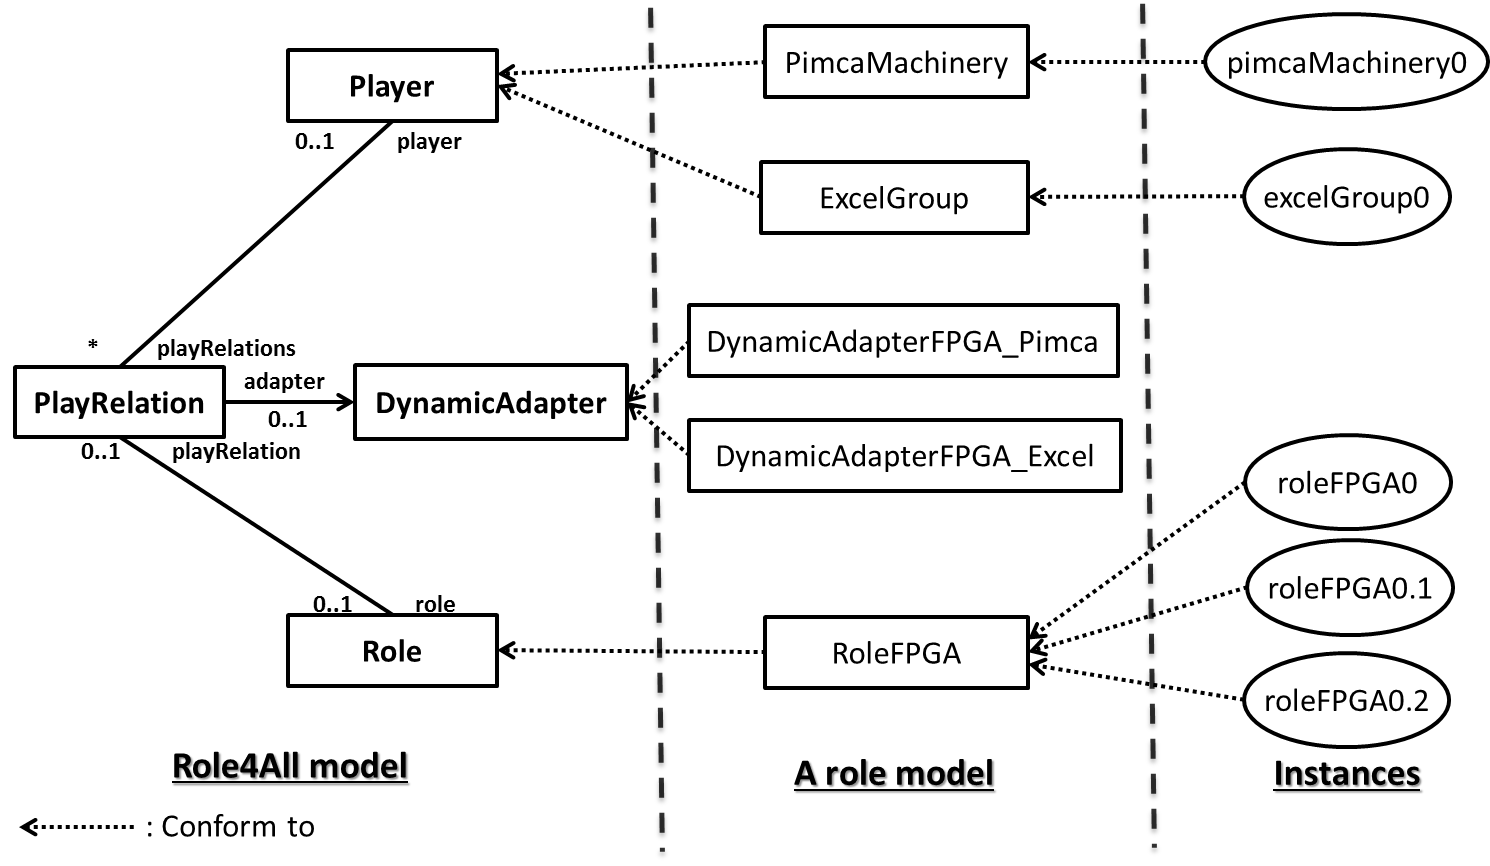 Player
0..1
player
PimcaMachinery
pimcaMachinery0
ExcelGroup
excelGroup0
*
playRelations
PlayRelation
adapter
0..1
DynamicAdapter
DynamicAdapterFPGA_Pimca
DynamicAdapterFPGA_Excel
0..1
playRelation
0..1
role
Role
RoleFPGA
roleFPGA0
roleFPGA0.1
roleFPGA0.2
Role4All model
A role model
Instances
: Conform to